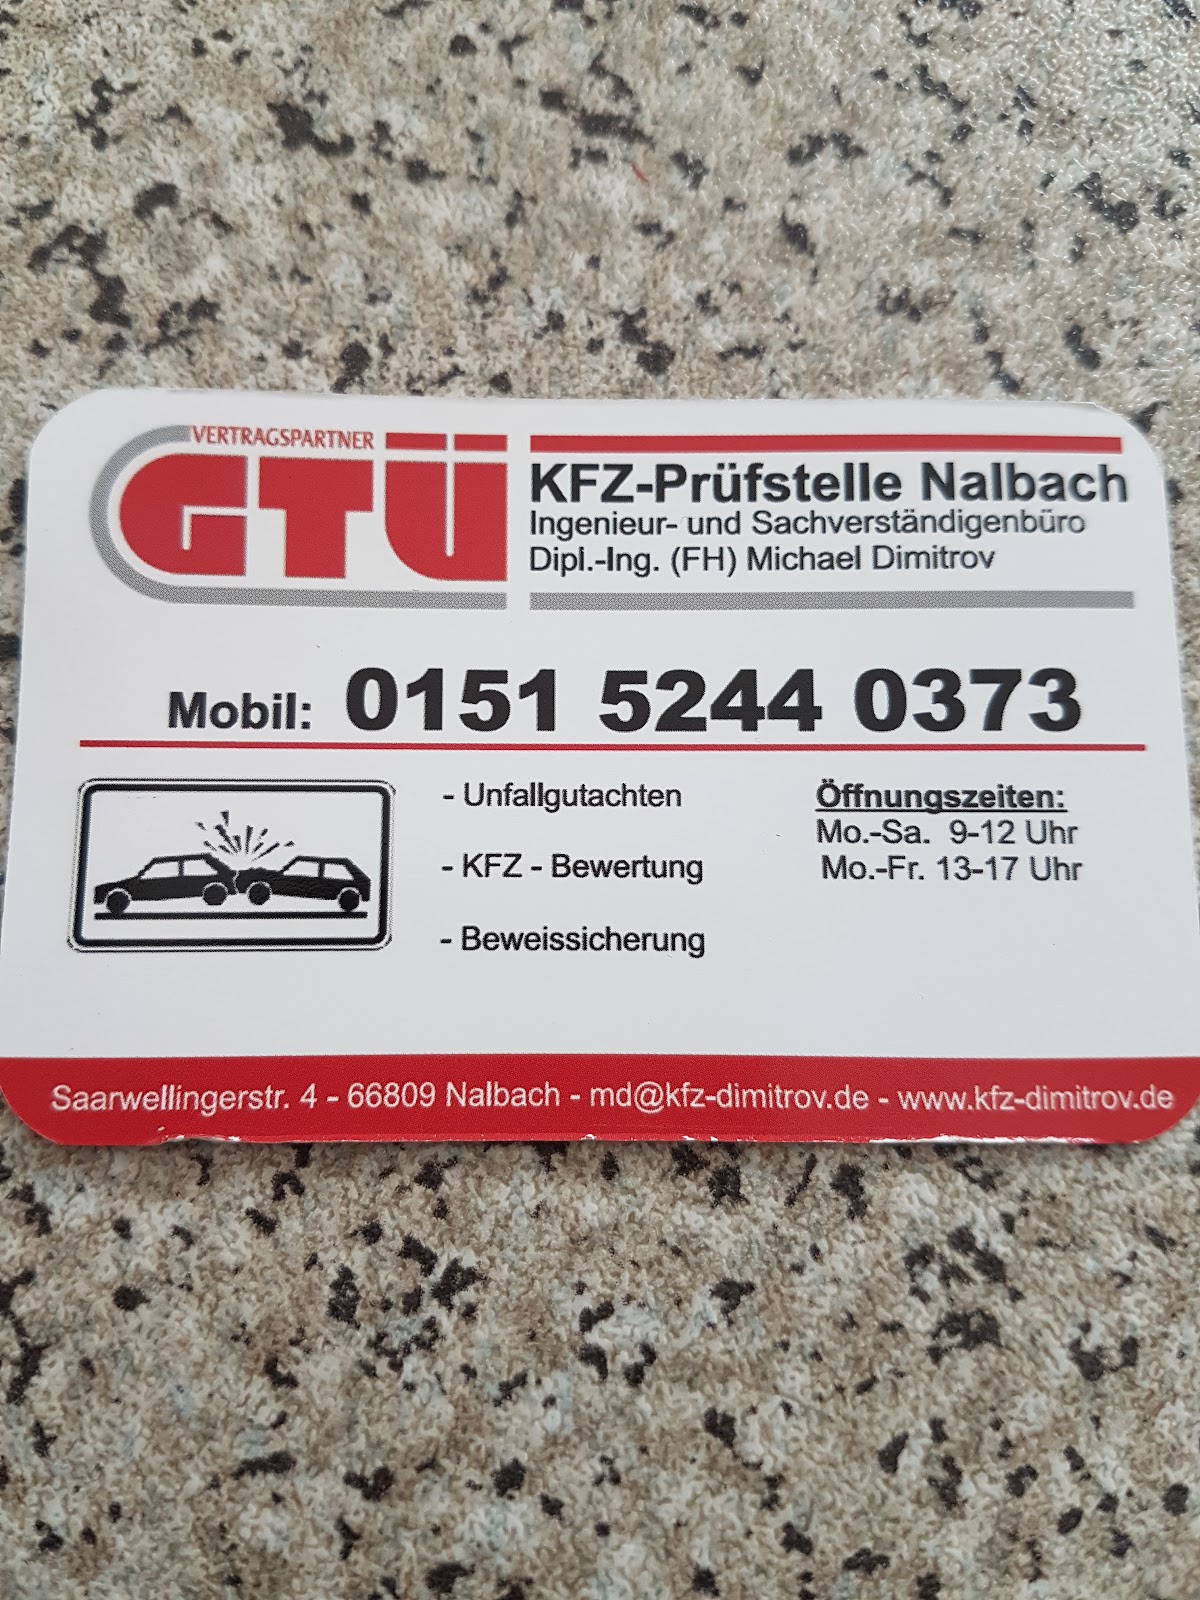 VERTRAGSPARTNER
GTÜ
KFZ-Prüfstelle Nalbach
Ingenieur- und Sachverständigenbüro
Dipl.-Ing. (FH) Michael Dimitrov
Mobil: 0151 5244 0373
- Unfallgutachten
- KFZ - Bewertung
- Beweissicherung
Öffnungszeiten:
Mo.-Sa. 9-12 Uhr
Mo.-Fr. 13-17 Uhr
Saarwellingerstr. 4 - 66809 Nalbach - md@kfz-dimitrov.de - www.kfz-dimitrov.de